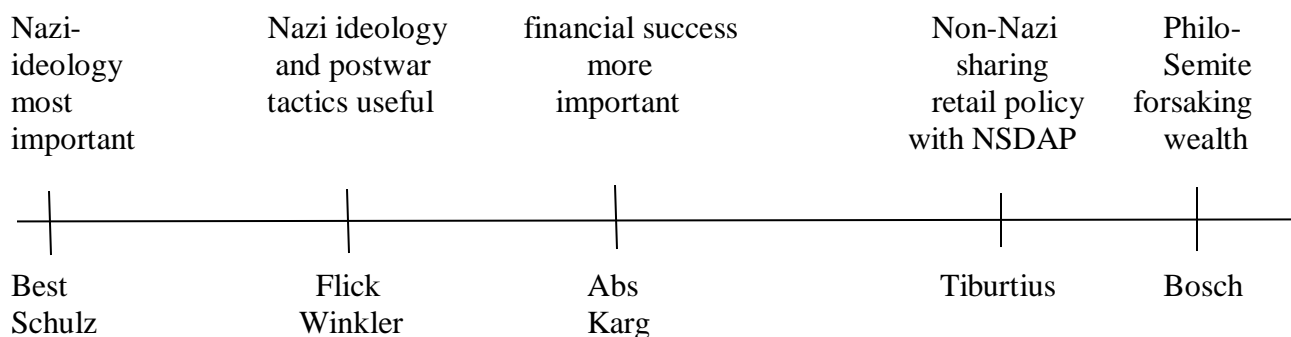 Nazi-
ideology
most
important
Nazi ideology
and postwar
tactics useful
financial success
more
important
Non-Nazi
sharing
retail policy
with NSDAP
Philo-
Semite
forsaking
wealth
Best
Schulz
Flick
Winkler
Abs
Karg
Tiburtius
Bosch